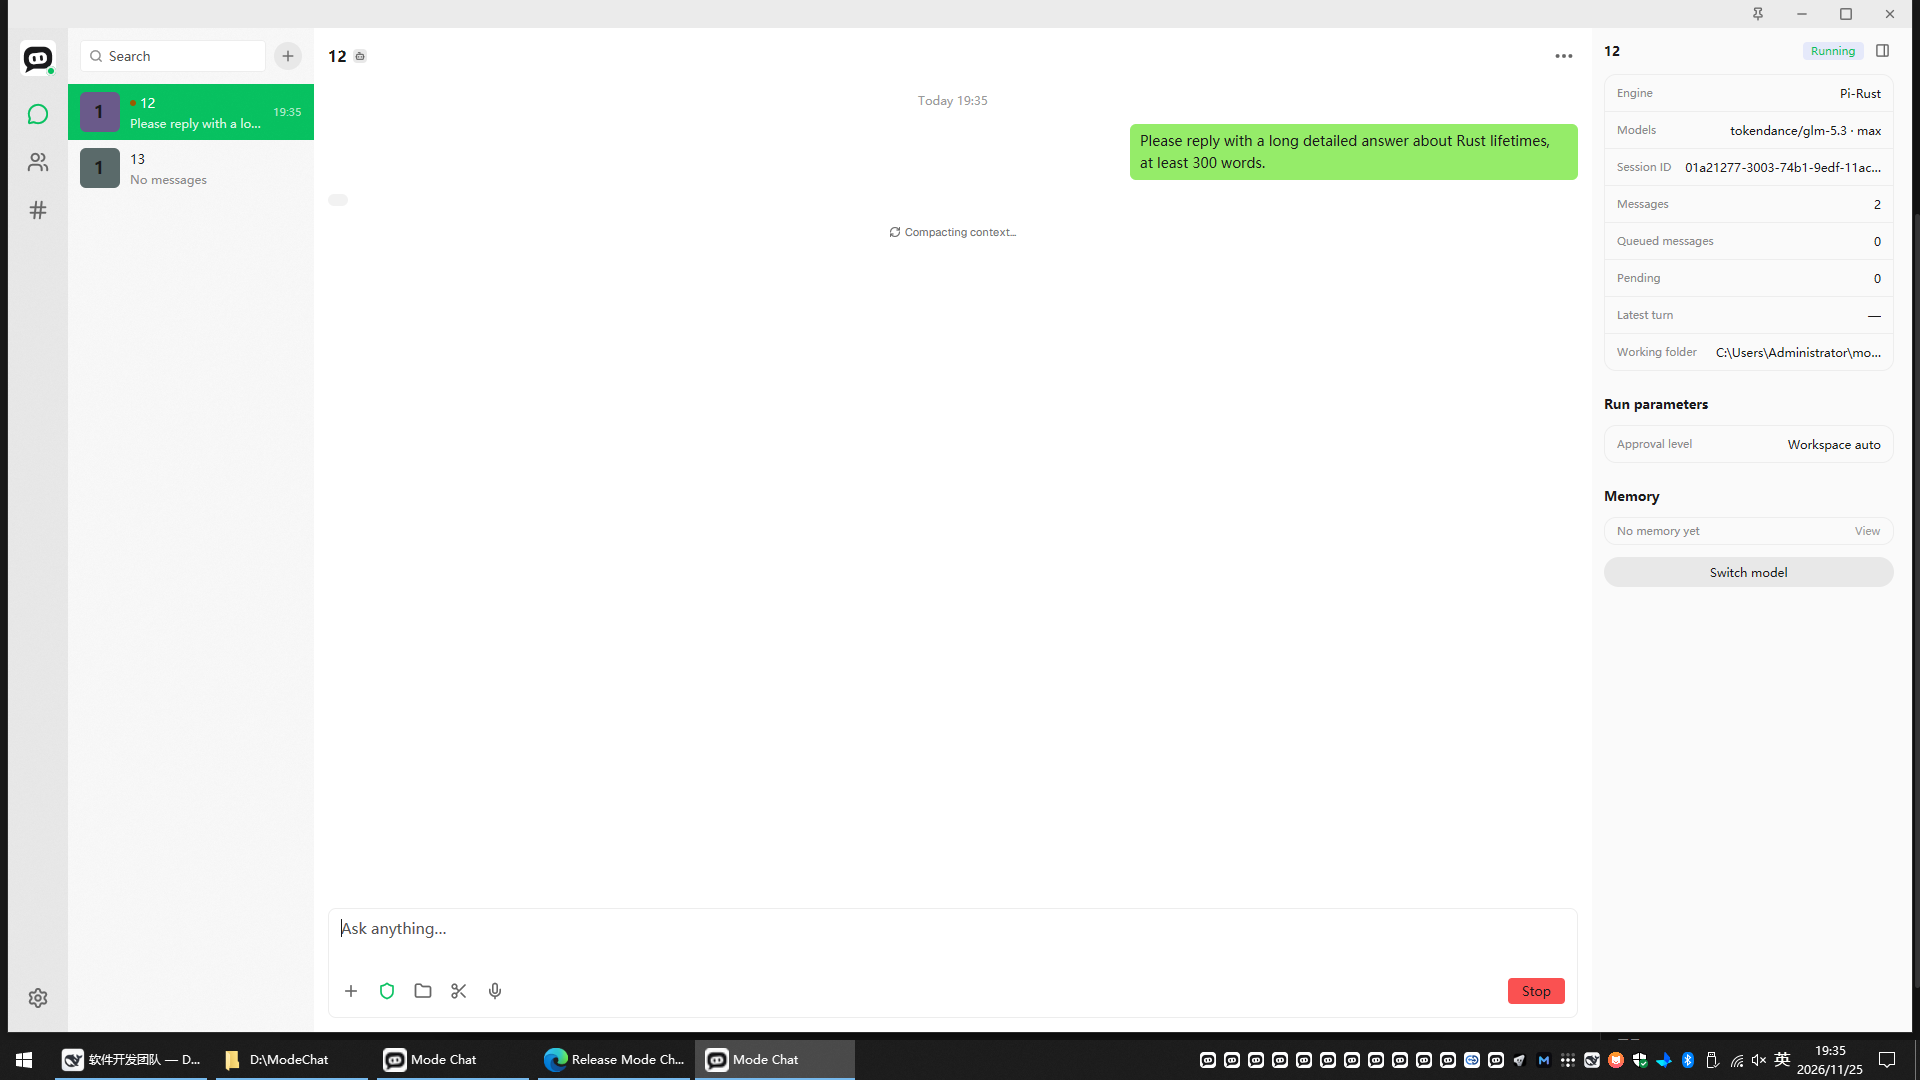 Search
1
12
19:35
Please reply with a lo...
1
13
No messages
12
Today 19:35
Please reply with a long detailed answer about Rust lifetimes,
at least 300 words.
Compacting context...
Ask anything...
Stop
12
Running
Engine
Pi-Rust
Models
tokendance/glm-5.3 · max
Session ID
01a21277-3003-74b1-9edf-11ac...
Messages
2
Queued messages
0
Pending
0
Latest turn
—
Working folder
C:\Users\Administrator\mo...
Run parameters
Approval level
Workspace auto
Memory
No memory yet
View
Switch model
软件开发团队 — D...
D:\ModeChat
Mode Chat
Release Mode Ch...
Mode Chat
英
19:35
2026/11/25